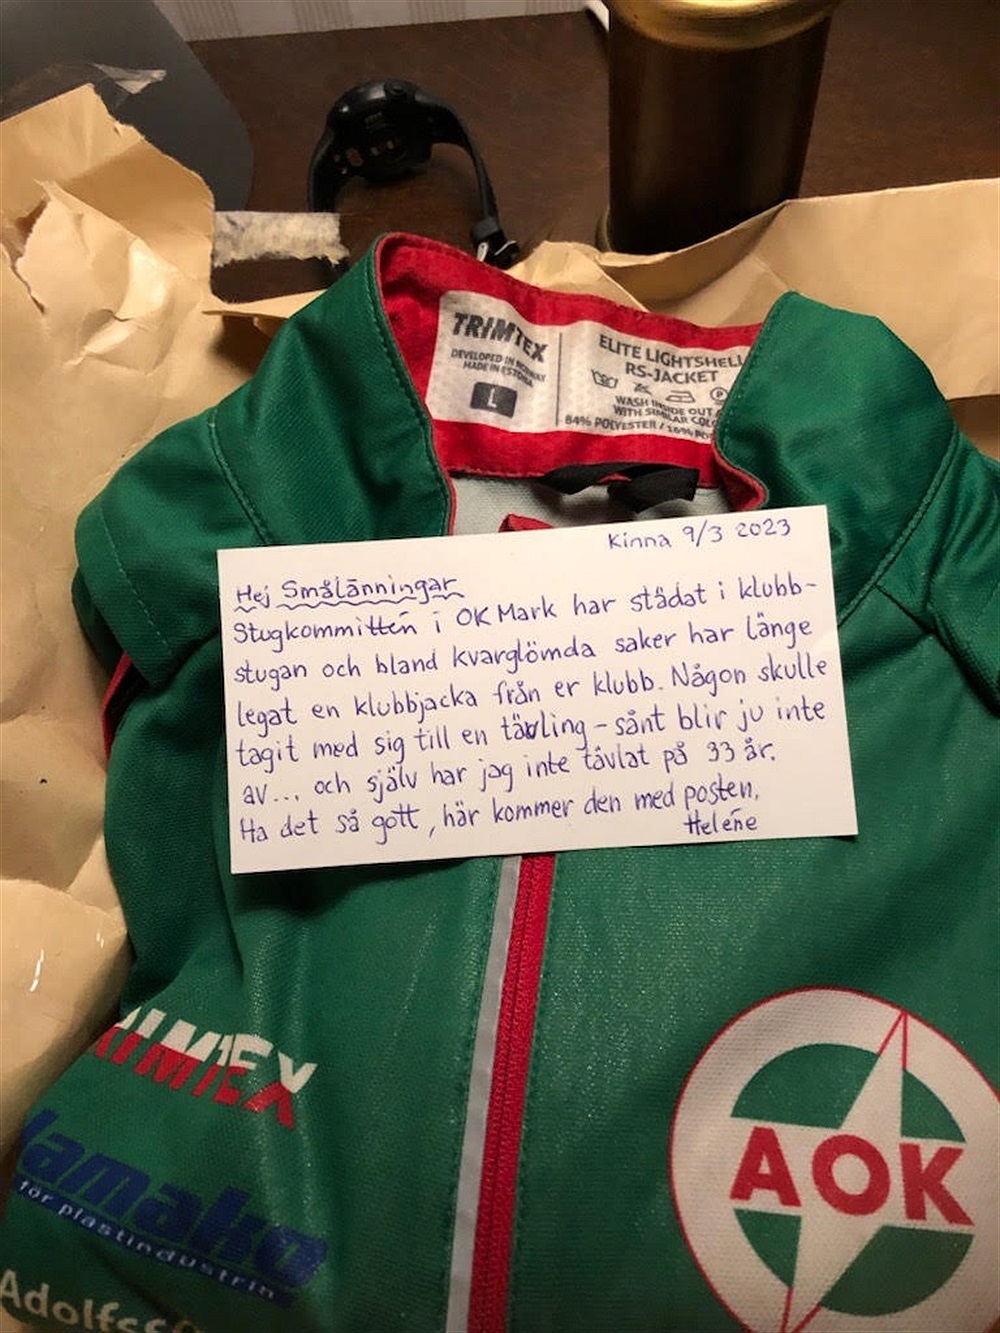 TRIMTEX
DEVELOPED IN NORWAY
MADE IN ESTONIA
L
ELITE LIGHTSHELL
RS-JACKET
WASH INSIDE OUT
WITH SIMILAR COL
84% POLYESTER / 16%
Kinna 9/3 2023
Hej Smålänningar
Stugkommittén i OK Mark har städat i klubb-
stugan och bland kvarglömda saker har länge
legat en klubbjacka från er klubb. Någon skulle
tagit med sig till en tävling – sånt blir ju inte
av... och själv har jag inte tävlat på 33 år.
Ha det så gott, här kommer den med posten,
Helene
RIMTEX
lamako
för plastindustrin
Adolfss
AOK